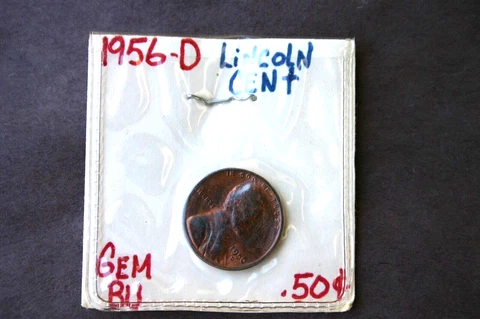 1956-D LiNCOLN
CENt
GEM
BU .50¢